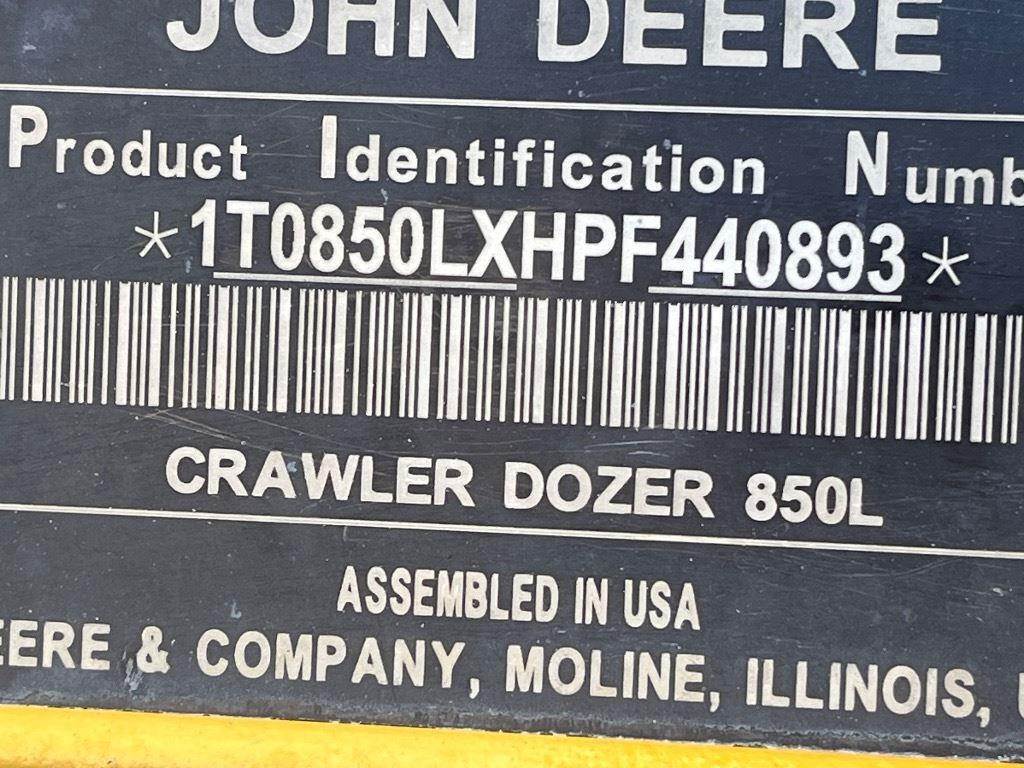 JOHN DEERE
Product Identification Numb
*1T0850LXHPF440893*
CRAWLER DOZER 850L
ASSEMBLED IN USA
EERE & COMPANY, MOLINE, ILLINOIS, U